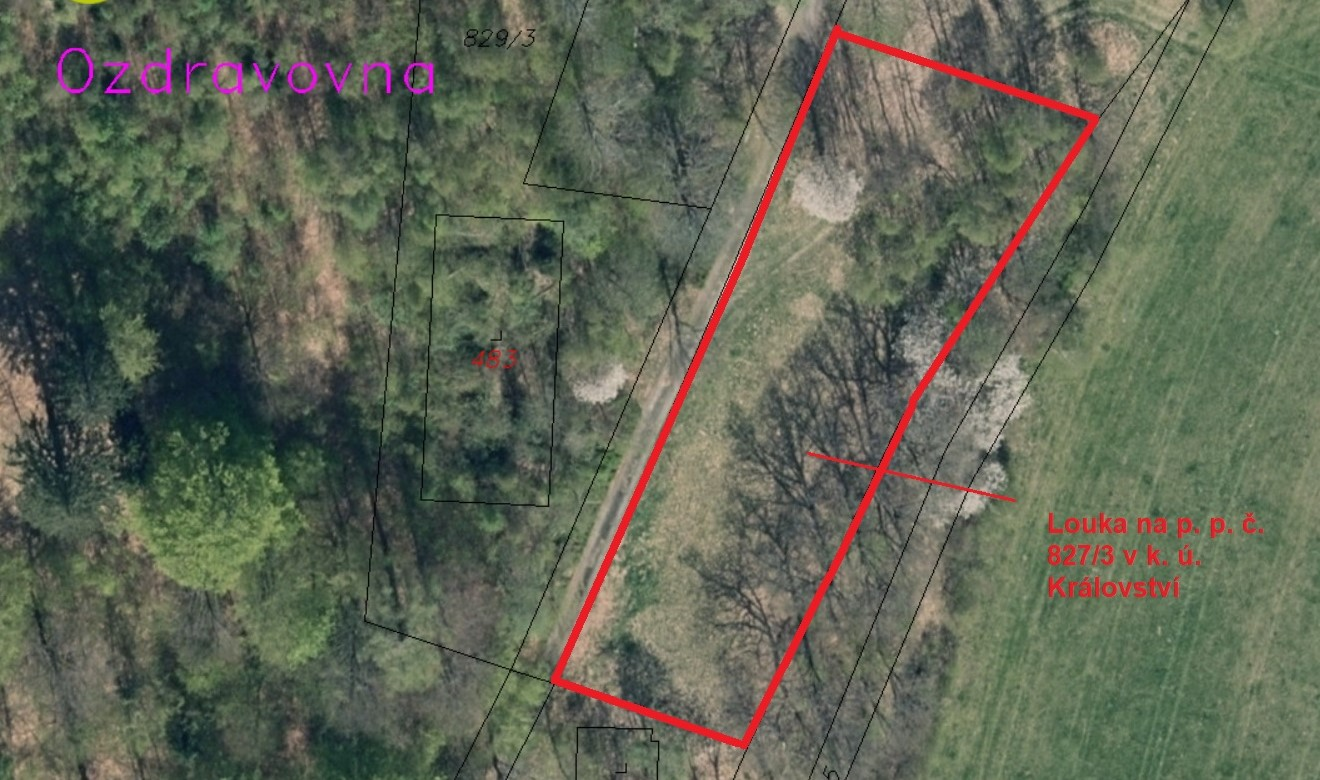 829/3
Ozdravovna
483
Louka na p. p. č.
827/3 v k. ú.
Království